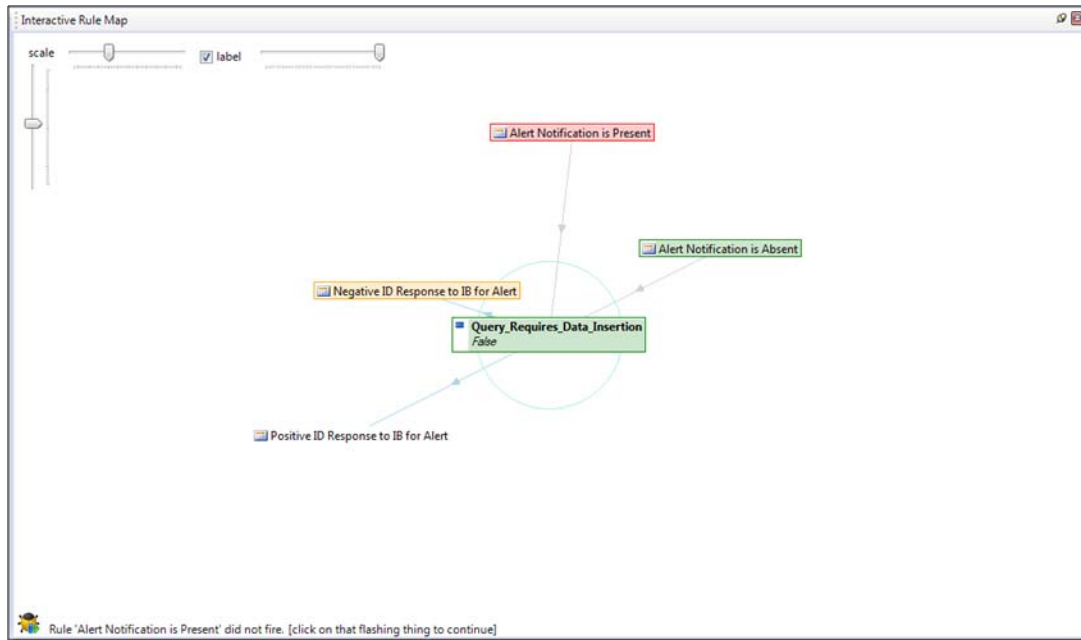 Interactive Rule Map
scale
label
Alert Notification is Present
Alert Notification is Absent
Negative ID Response to IB for Alert
Query_Requires_Data_Insertion
False
Positive ID Response to IB for Alert
Rule 'Alert Notification is Present' did not fire. [click on that flashing thing to continue]